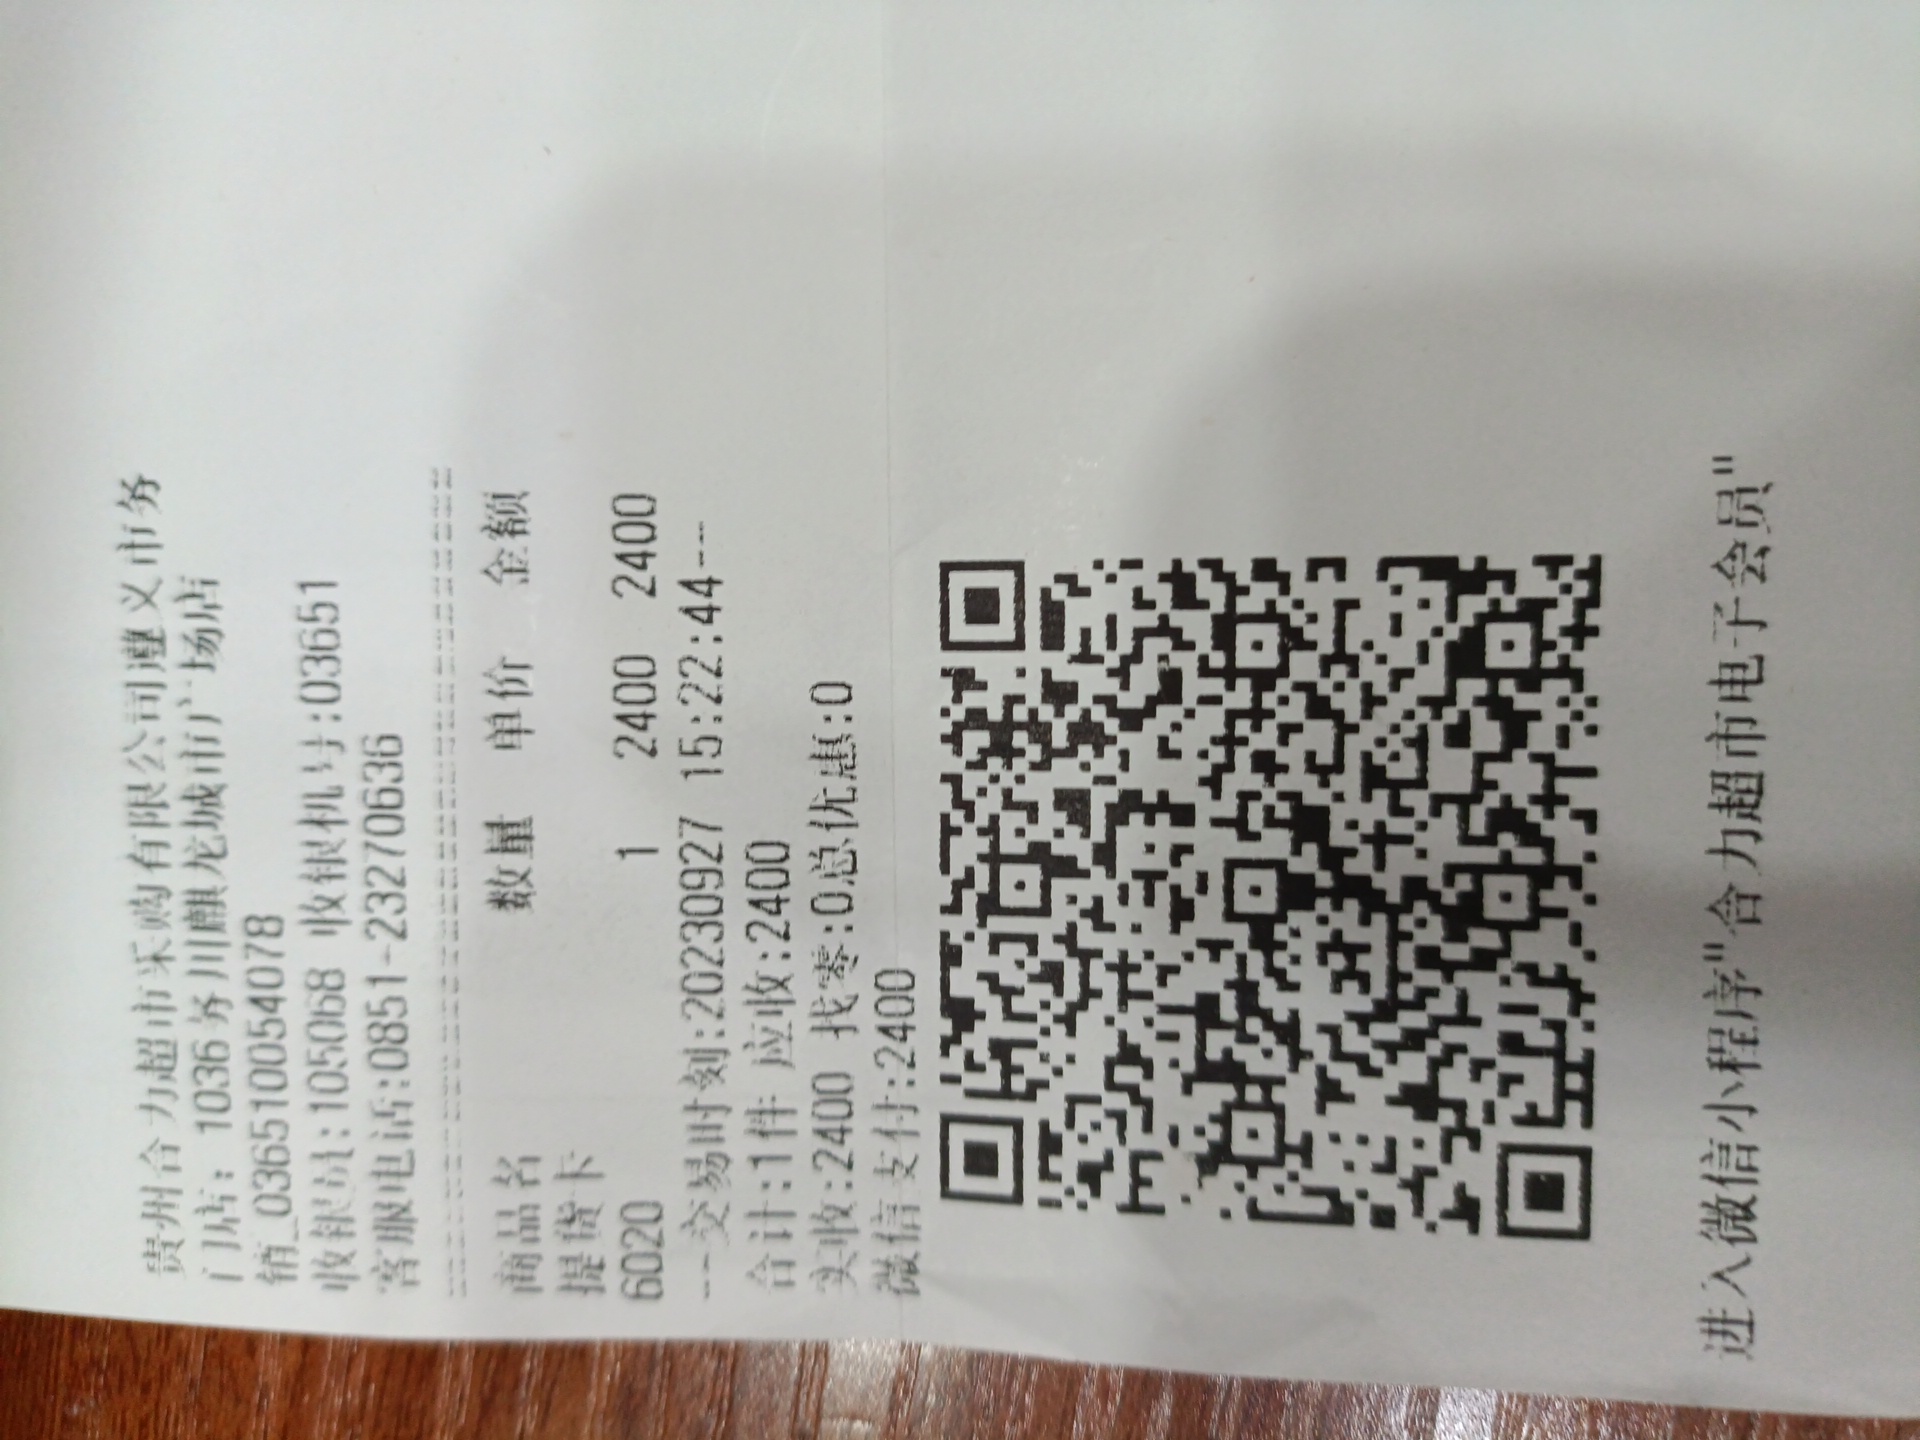 贵州合力超市采购有限公司遵义市务
门店：1036务川麒龙城市广场店
销_0365100540​78
收银员:105068 收银机号:03651
客服电话:0851-23270636
================================
商品名 数量 单价 金额
提货卡
6020 1 2400 2400
---交易时刻:20230927 15:22:44---
合计:1件 应收:2400
实收:2400 找零:0总优惠:0
微信支付:2400
进入微信小程序"合力超市电子会员"